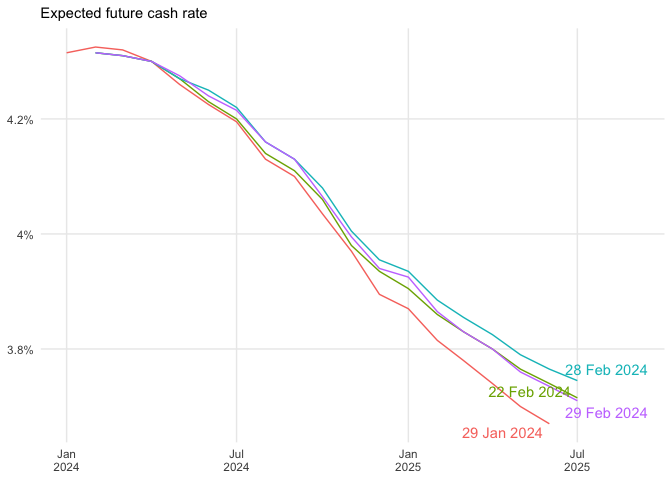 Expected future cash rate
4.2%
4%
3.8%
28 Feb 2024
22 Feb 2024
29 Feb 2024
29 Jan 2024
Jan
2024
Jul
2024
Jan
2025
Jul
2025